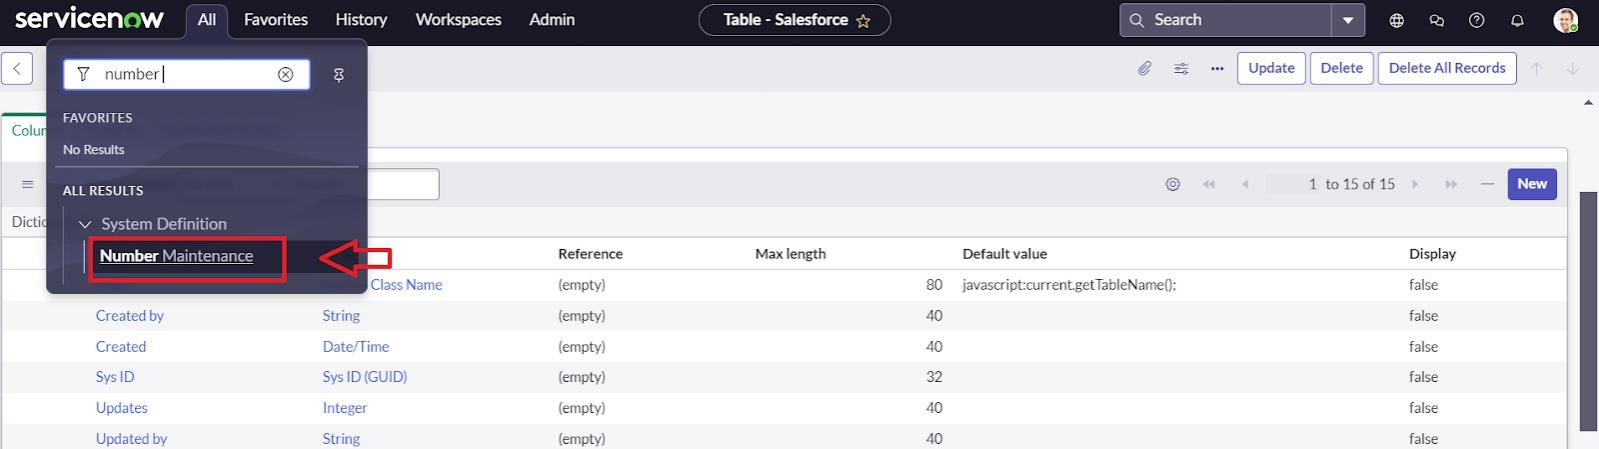 servicenow All Favorites History Workspaces Admin Table - Salesforce Search
number
Update Delete Delete All Records
FAVORITES
Colum
No Results
ALL RESULTS
1 to 15 of 15 New
System Definition
Dictio
Number Maintenance
Reference Max length Default value Display
Class Name (empty) 80 javascript:current.getTableName(); false
Created by String (empty) 40 false
Created Date/Time (empty) 40 false
Sys ID Sys ID (GUID) (empty) 32 false
Updates Integer (empty) 40 false
Updated by String (empty) 40 false